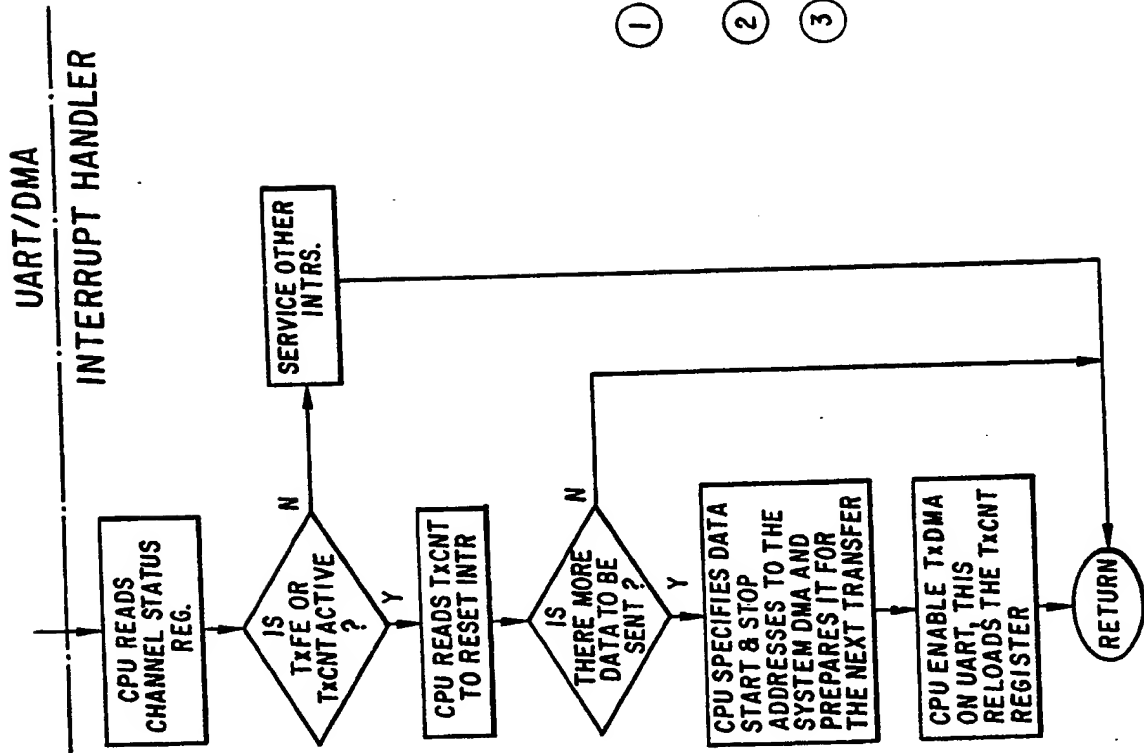 UART/DMA
INTERRUPT HANDLER
CPU READS
CHANNEL STATUS
REG.
IS
TxFE OR
TxCNT ACTIVE
?
N
SERVICE OTHER
INTRS.
Y
CPU READS TxCNT
TO RESET INTR
IS
THERE MORE
DATA TO BE
SENT ?
N
Y
CPU SPECIFIES DATA
START & STOP
ADDRESSES TO THE
SYSTEM DMA AND
PREPARES IT FOR
THE NEXT TRANSFER
CPU ENABLE TxDMA
ON UART, THIS
RELOADS THE TxCNT
REGISTER
RETURN
1
2
3